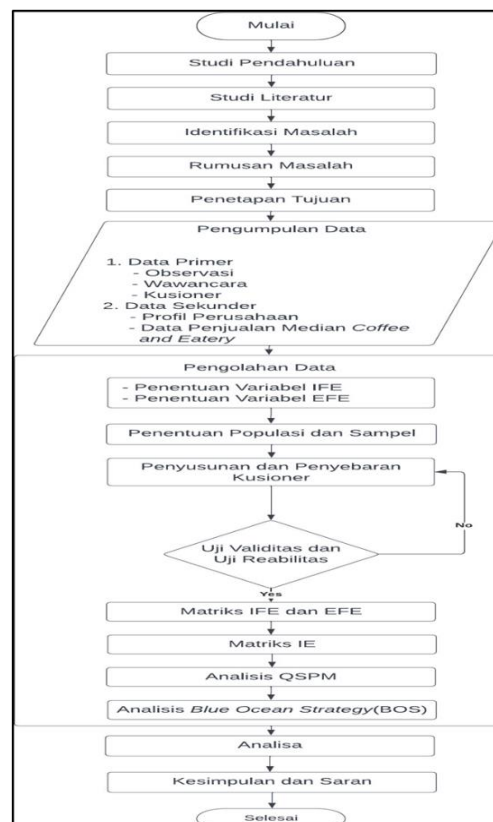 Mulai
Studi Pendahuluan
Studi Literatur
Identifikasi Masalah
Rumusan Masalah
Penetapan Tujuan
Pengumpulan Data
1. Data Primer
- Observasi
- Wawancara
- Kusioner
2. Data Sekunder
- Profil Perusahaan
- Data Penjualan Median Coffee
and Eatery
Pengolahan Data
- Penentuan Variabel IFE
- Penentuan Variabel EFE
Penentuan Populasi dan Sampel
Penyusunan dan Penyebaran
Kusioner
No
Uji Validitas dan
Uji Reabilitas
Yes
Matriks IFE dan EFE
Matriks IE
Analisis QSPM
Analisis Blue Ocean Strategy(BOS)
Analisa
Kesimpulan dan Saran
Selesai